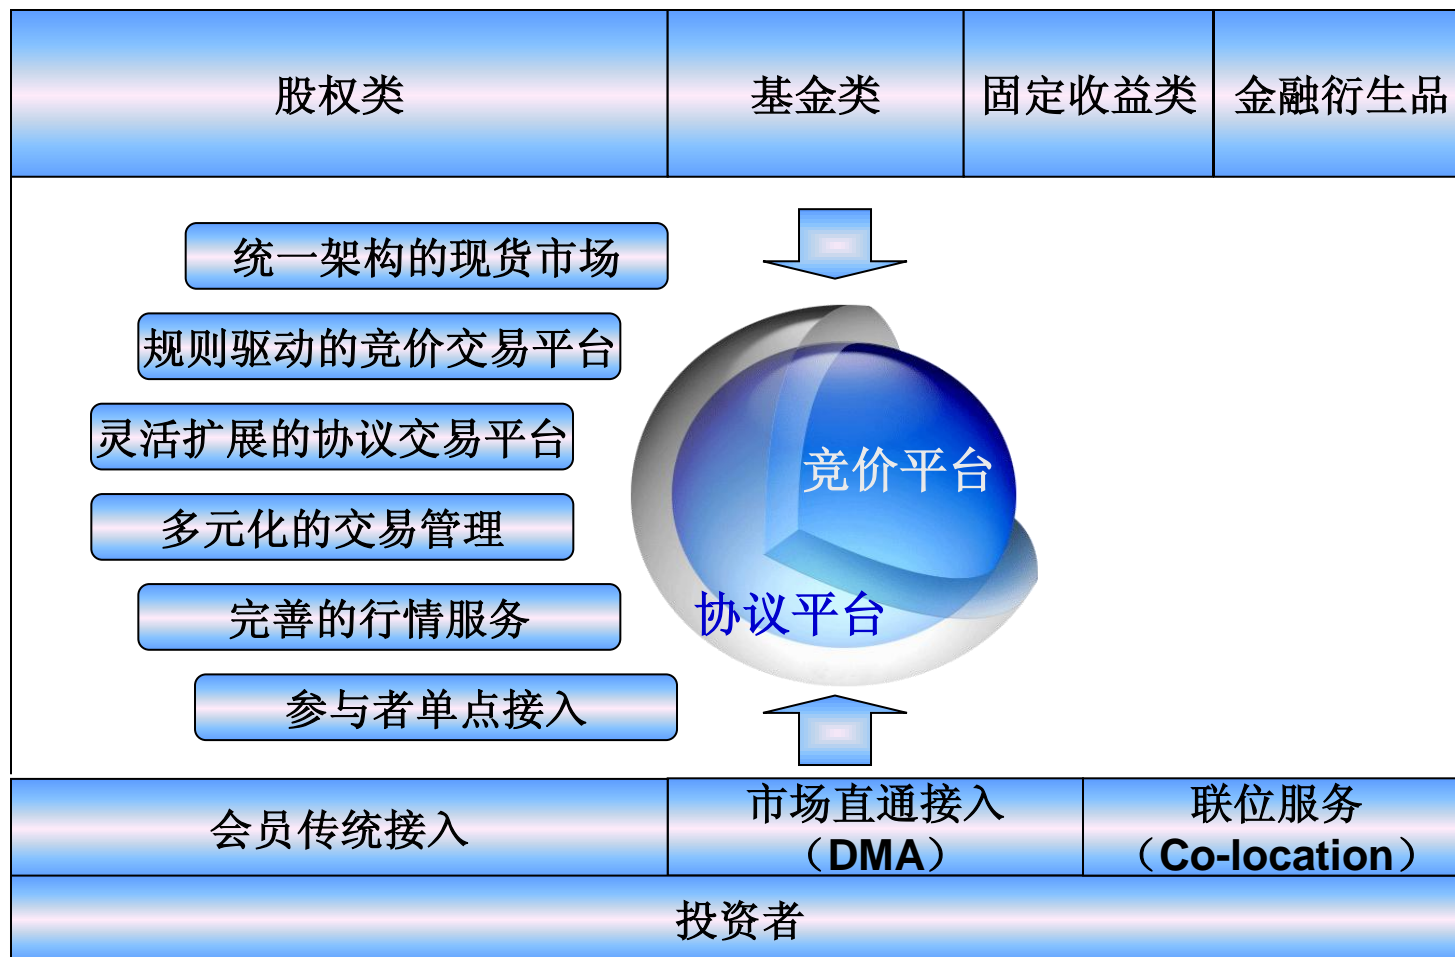 股权类
基金类
固定收益类
金融衍生品
统一架构的现货市场
规则驱动的竞价交易平台
灵活扩展的协议交易平台
多元化的交易管理
完善的行情服务
参与者单点接入
竞价平台
协议平台
会员传统接入
市场直通接入
（DMA）
联位服务
（Co-location）
投资者